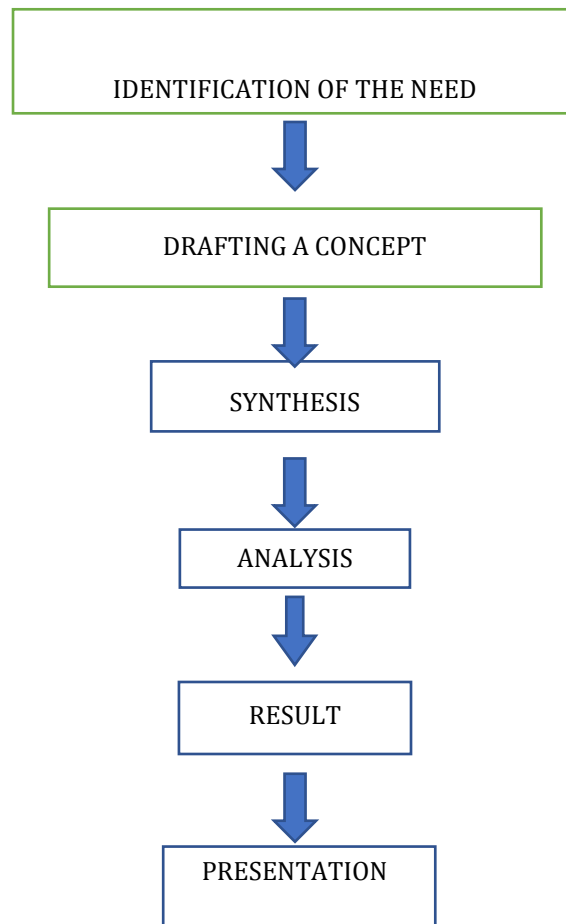 IDENTIFICATION OF THE NEED
DRAFTING A CONCEPT
SYNTHESIS
ANALYSIS
RESULT
PRESENTATION